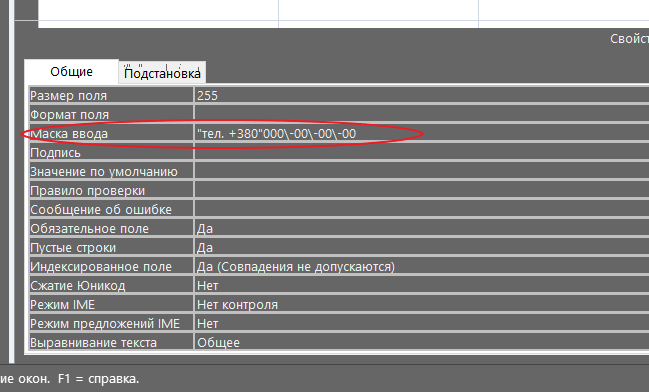 Свойст
Общие Подстановка
Размер поля 255
Формат поля
Маска ввода "тел. +380"000\-00\-00\-00
Подпись
Значение по умолчанию
Правило проверки
Сообщение об ошибке
Обязательное поле Да
Пустые строки Да
Индексированное поле Да (Совпадения не допускаются)
Сжатие Юникод Нет
Режим IME Нет контроля
Режим предложений IME Нет
Выравнивание текста Общее
ие окон. F1 = справка.